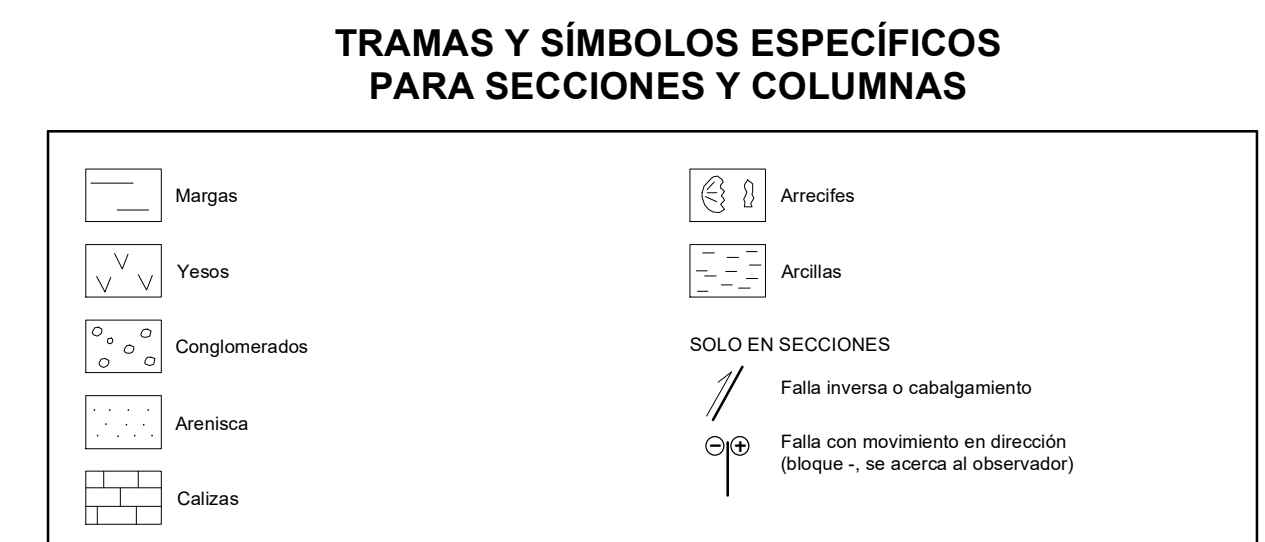 TRAMAS Y SÍMBOLOS ESPECÍFICOS
PARA SECCIONES Y COLUMNAS
Margas
Yesos
Conglomerados
Arenisca
Calizas
Arrecifes
Arcillas
SOLO EN SECCIONES
Falla inversa o cabalgamiento
Falla con movimiento en dirección
(bloque -, se acerca al observador)